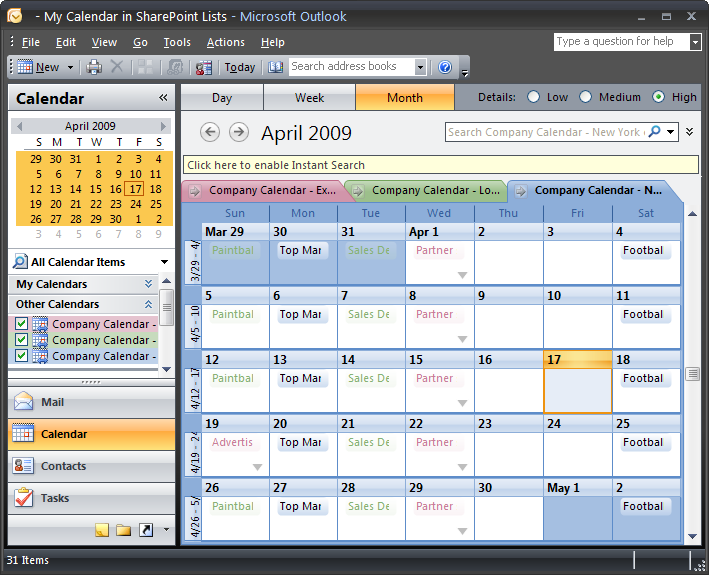 - My Calendar in SharePoint Lists - Microsoft Outlook
File Edit View Go Tools Actions Help
Type a question for help
New Today Search address books
Calendar
April 2009
S M T W T F S
29 30 31 1 2 3 4
5 6 7 8 9 10 11
12 13 14 15 16 17 18
19 20 21 22 23 24 25
26 27 28 29 30 1 2
3 4 5 6 7 8 9
All Calendar Items
My Calendars
Other Calendars
Company Calendar -
Company Calendar -
Company Calendar -
Mail
Calendar
Contacts
Tasks
Day Week Month Details: Low Medium High
April 2009
Search Company Calendar - New York
Click here to enable Instant Search
Company Calendar - Ex... Company Calendar - Lo... Company Calendar - N...
Sun Mon Tue Wed Thu Fri Sat
3/29 - 4/
Mar 29 30 31 Apr 1 2 3 4
Paintbal Top Mar Sales De Partner Footbal
4/5 - 10
5 6 7 8 9 10 11
Paintbal Top Mar Sales De Partner Footbal
4/12 - 17
12 13 14 15 16 17 18
Paintbal Top Mar Sales De Partner Footbal
4/19 - 2
19 20 21 22 23 24 25
Advertis Top Mar Sales De Partner Footbal
4/26 - 5/
26 27 28 29 30 May 1 2
Paintbal Top Mar Sales De Partner Footbal
31 Items